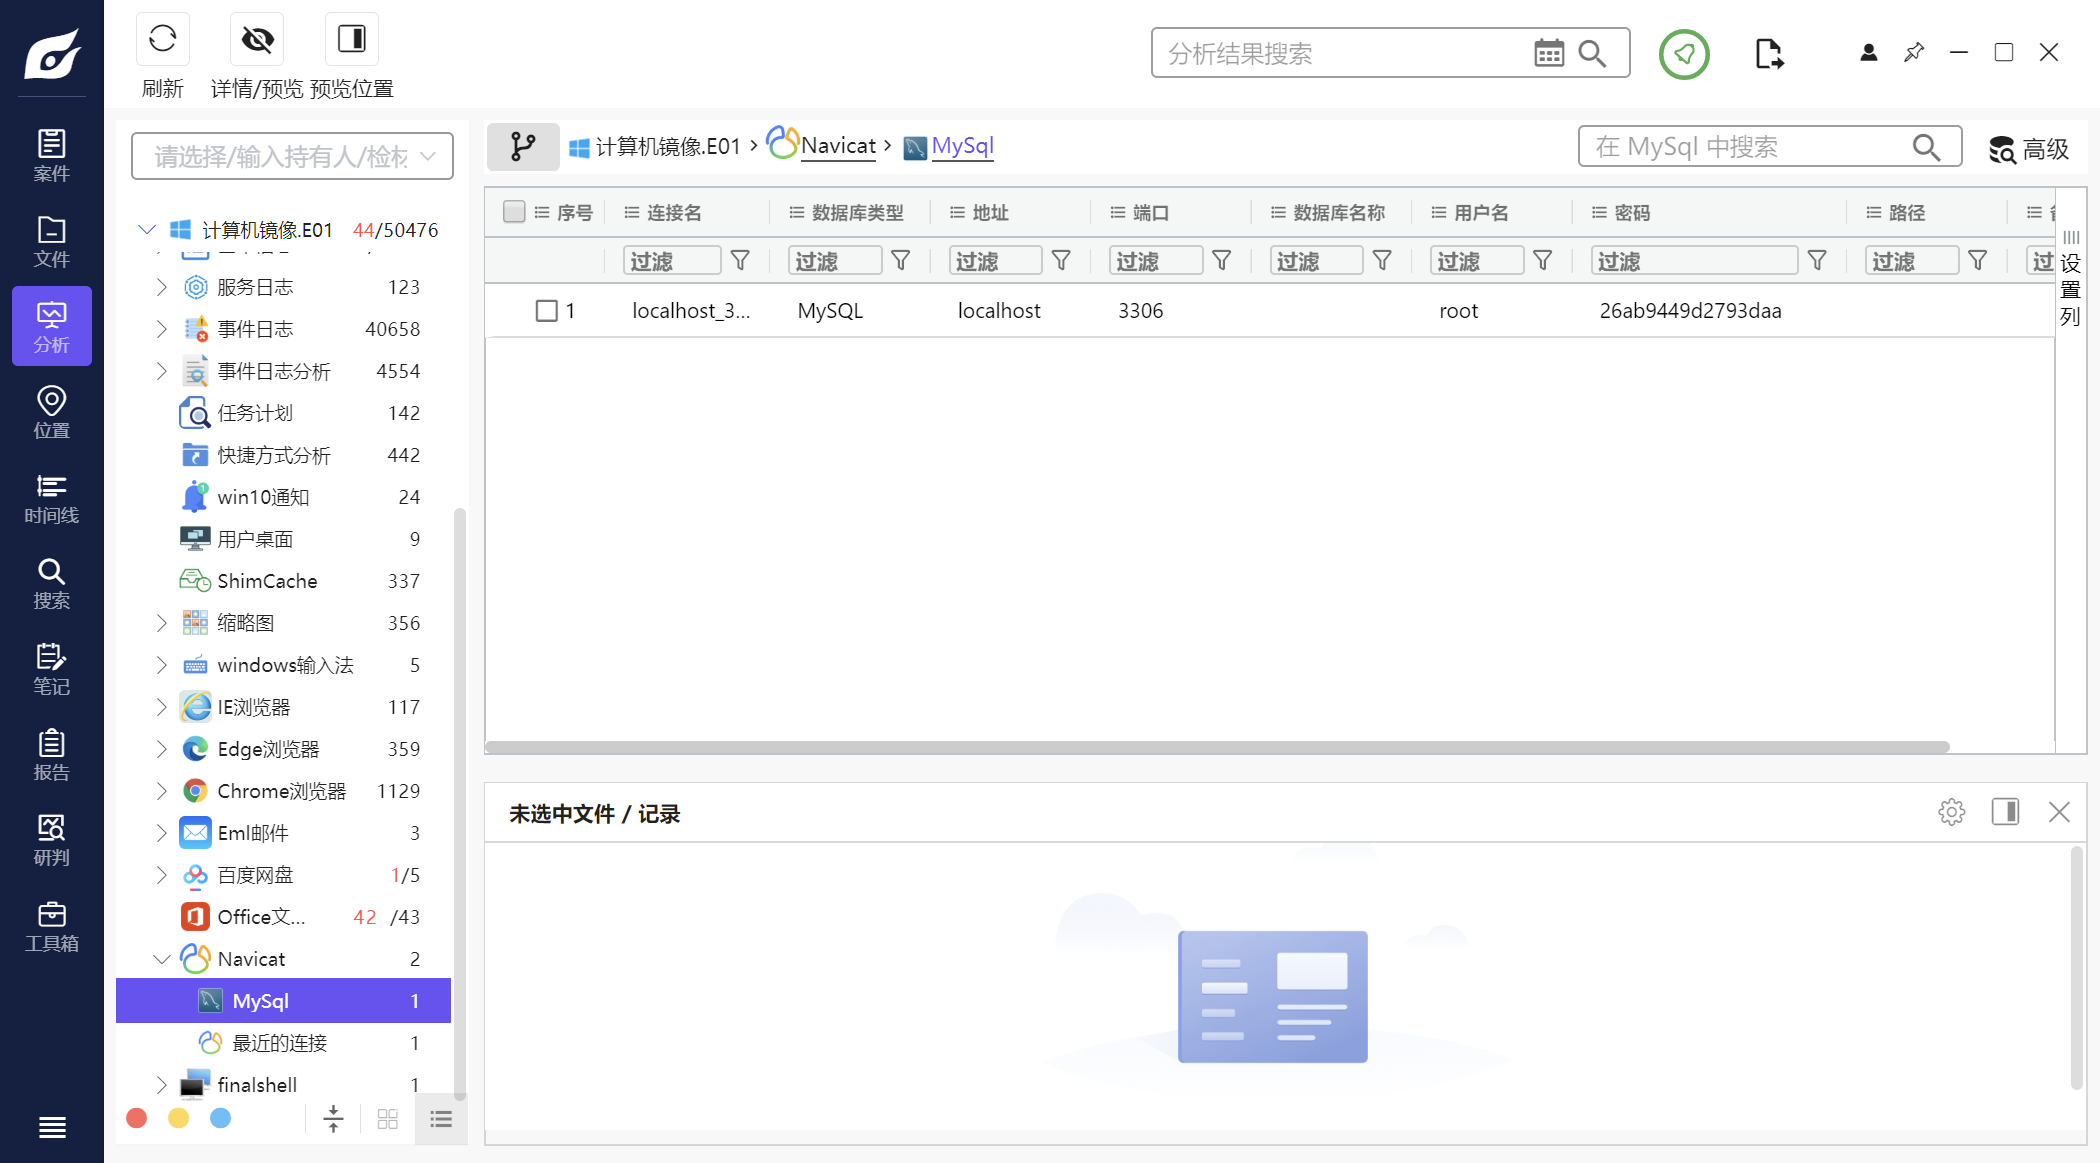 刷新
详情/预览
预览位置
分析结果搜索
案件
文件
分析
位置
时间线
搜索
笔记
报告
研判
工具箱
请选择/输入持有人/检材
计算机镜像.E01 44/50476
服务日志 123
事件日志 40658
事件日志分析 4554
任务计划 142
快捷方式分析 442
win10通知 24
用户桌面 9
ShimCache 337
缩略图 356
windows输入法 5
IE浏览器 117
Edge浏览器 359
Chrome浏览器 1129
Eml邮件 3
百度网盘 1/5
Office文... 42 /43
Navicat 2
MySql 1
最近的连接 1
finalshell 1
计算机镜像.E01 › Navicat › MySql
在 MySql 中搜索
高级
序号 连接名 数据库类型 地址 端口 数据库名称 用户名 密码 路径
过滤 过滤 过滤 过滤 过滤 过滤 过滤 过滤 过
1 localhost_3... MySQL localhost 3306 root 26ab9449d2793daa
设置列
未选中文件 / 记录